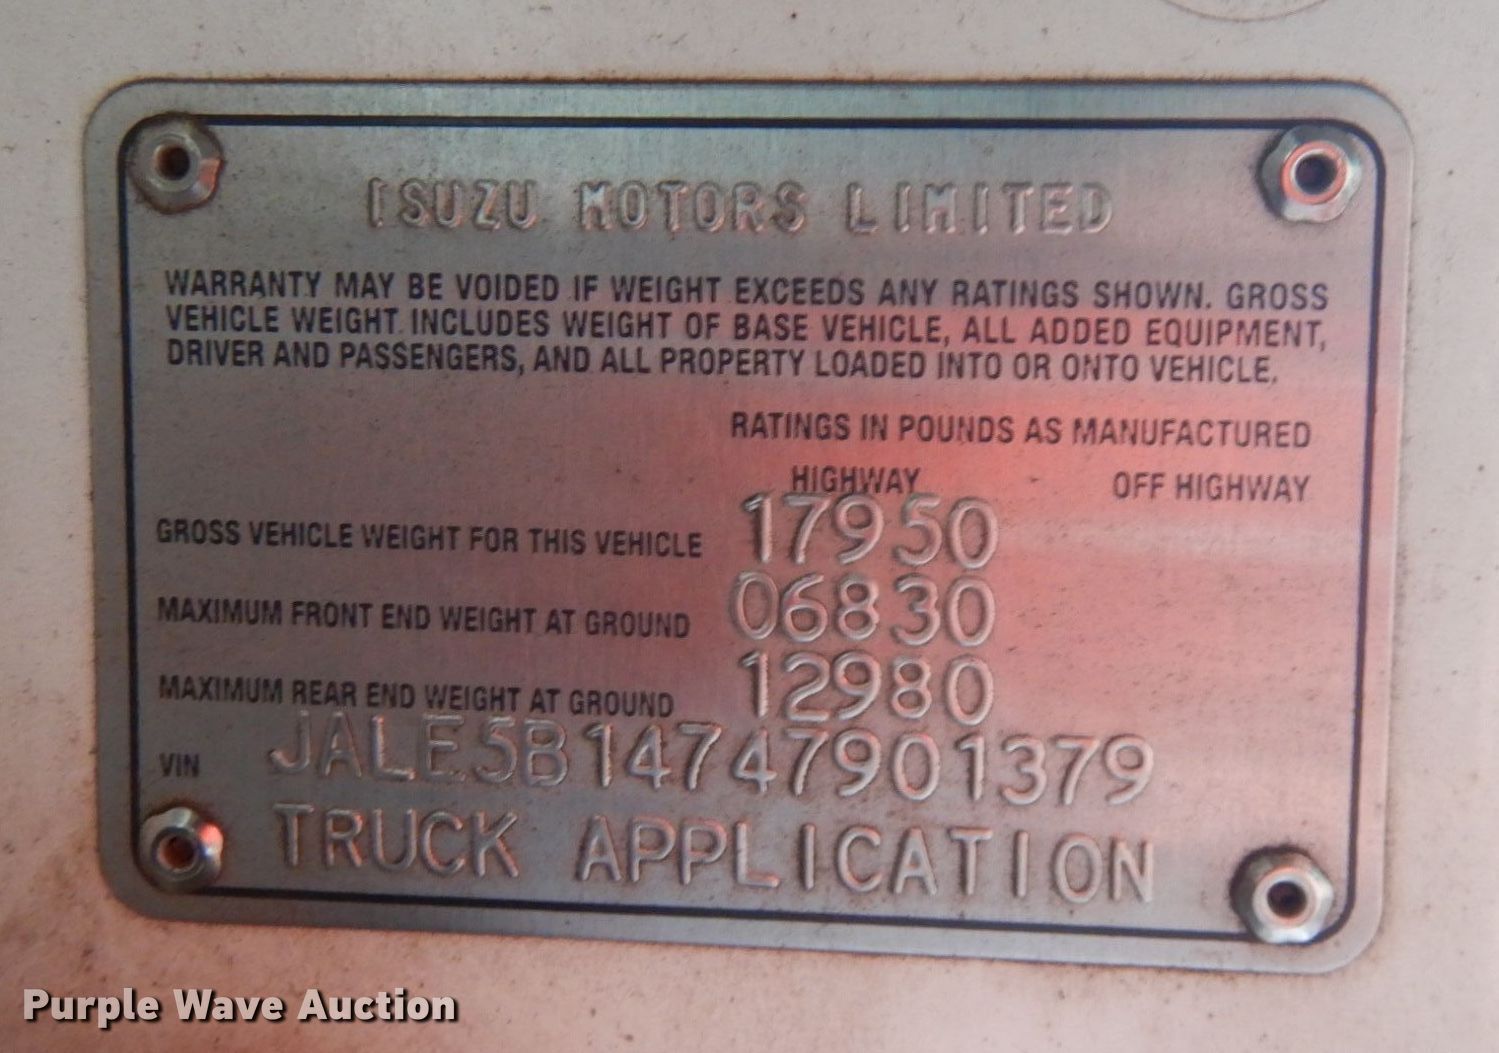 ISUZU MOTORS LIMITED
WARRANTY MAY BE VOIDED IF WEIGHT EXCEEDS ANY RATINGS SHOWN. GROSS
VEHICLE WEIGHT INCLUDES WEIGHT OF BASE VEHICLE, ALL ADDED EQUIPMENT,
DRIVER AND PASSENGERS, AND ALL PROPERTY LOADED INTO OR ONTO VEHICLE.
RATINGS IN POUNDS AS MANUFACTURED
HIGHWAY OFF HIGHWAY
GROSS VEHICLE WEIGHT FOR THIS VEHICLE 17950
MAXIMUM FRONT END WEIGHT AT GROUND 06830
MAXIMUM REAR END WEIGHT AT GROUND 12980
VIN JALE5B14747901379
TRUCK APPLICATION
Purple Wave Auction